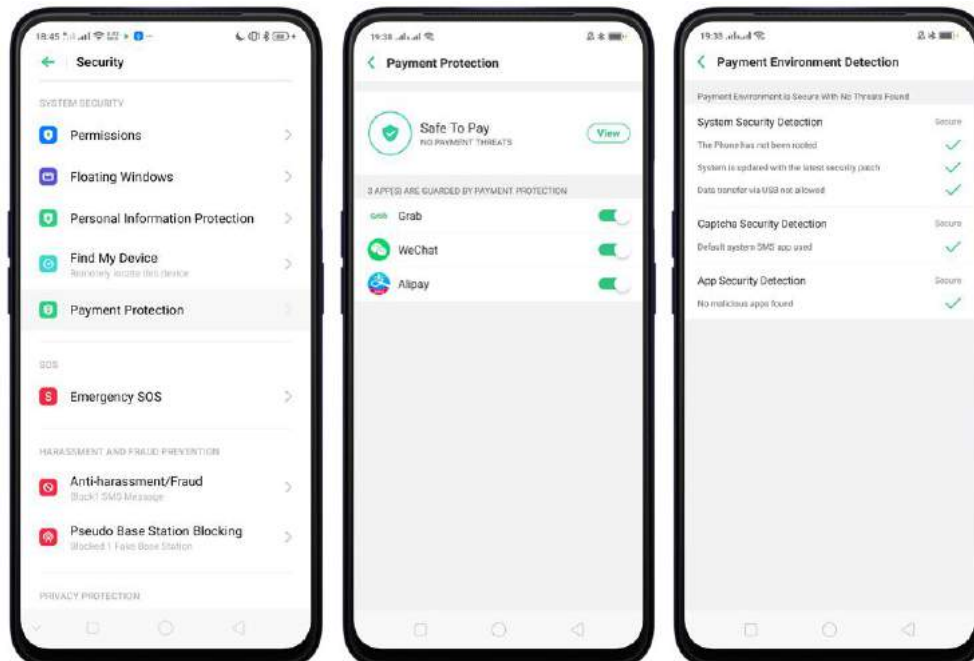 18:45
Security
SYSTEM SECURITY
Permissions
Floating Windows
Personal Information Protection
Find My Device
Remotely locate this device
Payment Protection
SOS
Emergency SOS
HARASSMENT AND FRAUD PREVENTION
Anti-harassment/Fraud
Block1 SMS Message
Pseudo Base Station Blocking
Blocked 1 Fake Base Station
PRIVACY PROTECTION
19:38
Payment Protection
Safe To Pay
NO PAYMENT THREATS
View
3 APP(S) ARE GUARDED BY PAYMENT PROTECTION
Grab Grab
WeChat
Alipay
19:38
Payment Environment Detection
Payment Environment Is Secure With No Threats Found
System Security Detection Secure
The Phone has not been rooted
System is updated with the latest security patch
Data transfer via USB not allowed
Captcha Security Detection Secure
Default system SMS app used
App Security Detection Secure
No malicious apps found